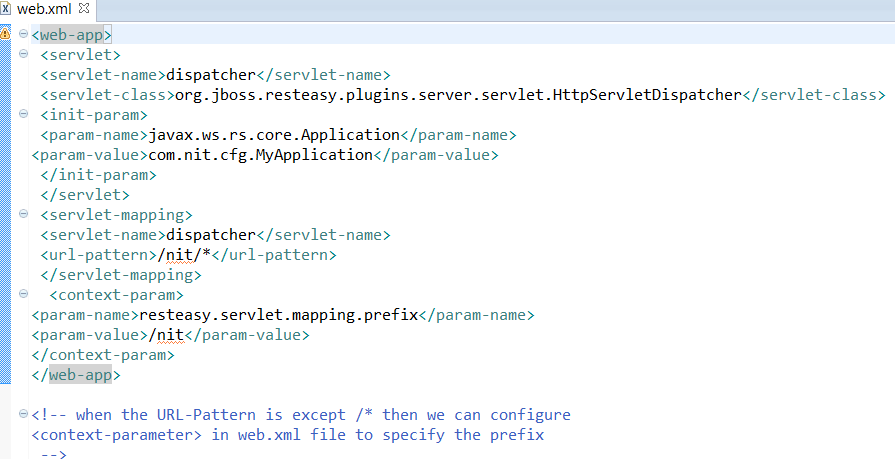 web.xml
<web-app>
<servlet>
<servlet-name>dispatcher</servlet-name>
<servlet-class>org.jboss.resteasy.plugins.server.servlet.HttpServletDispatcher</servlet-class>
<init-param>
<param-name>javax.ws.rs.core.Application</param-name>
<param-value>com.nit.cfg.MyApplication</param-value>
</init-param>
</servlet>
<servlet-mapping>
<servlet-name>dispatcher</servlet-name>
<url-pattern>/nit/*</url-pattern>
</servlet-mapping>
<context-param>
<param-name>resteasy.servlet.mapping.prefix</param-name>
<param-value>/nit</param-value>
</context-param>
</web-app>
<!-- when the URL-Pattern is except /* then we can configure
<context-parameter> in web.xml file to specify the prefix
-->